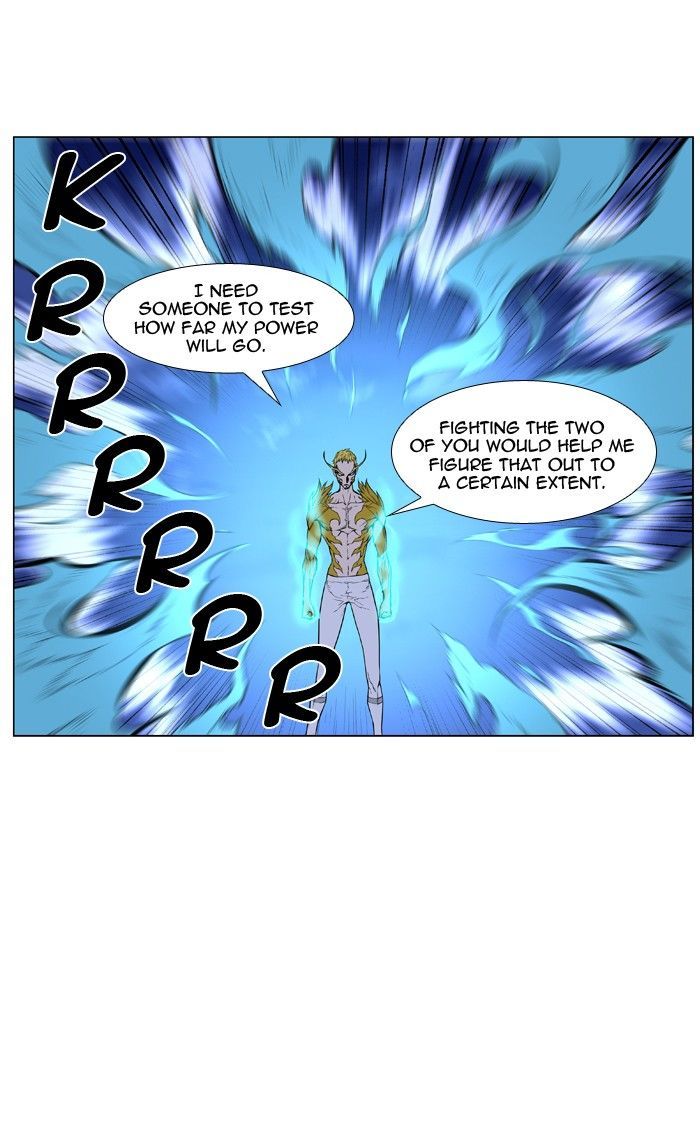 KRRRRRR
I NEED
SOMEONE TO TEST
HOW FAR MY POWER
WILL GO.
FIGHTING THE TWO
OF YOU WOULD HELP ME
FIGURE THAT OUT TO
A CERTAIN EXTENT.